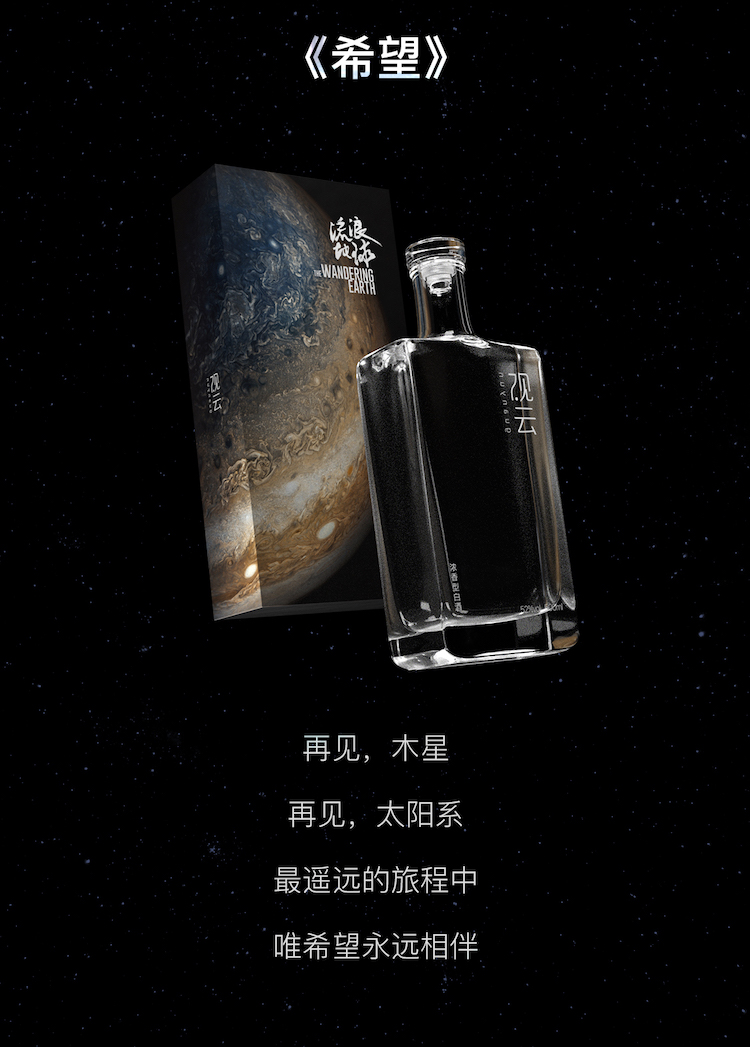 《希望》
流浪
地球
THE WANDERING
EARTH
观云
观云
浓香型白酒
再见，木星
再见，太阳系
最遥远的旅程中
唯希望永远相伴